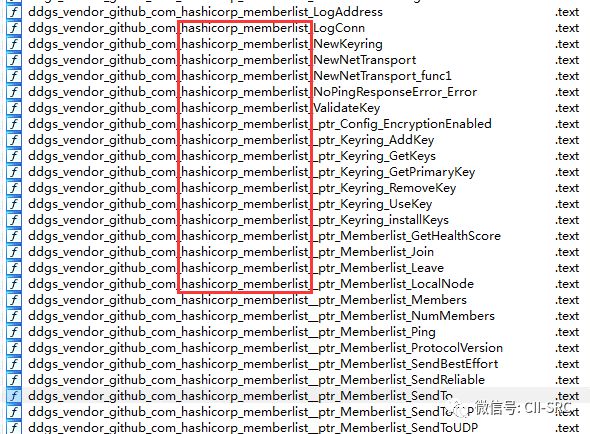 f ddgs_vendor_github_com_hashicorp_memberlist_LogAddress .text
f ddgs_vendor_github_com_hashicorp_memberlist_LogConn .text
f ddgs_vendor_github_com_hashicorp_memberlist_NewKeyring .text
f ddgs_vendor_github_com_hashicorp_memberlist_NewNetTransport .text
f ddgs_vendor_github_com_hashicorp_memberlist_NewNetTransport_func1 .text
f ddgs_vendor_github_com_hashicorp_memberlist_NoPingResponseError_Error .text
f ddgs_vendor_github_com_hashicorp_memberlist_ValidateKey .text
f ddgs_vendor_github_com_hashicorp_memberlist__ptr_Config_EncryptionEnabled .text
f ddgs_vendor_github_com_hashicorp_memberlist__ptr_Keyring_AddKey .text
f ddgs_vendor_github_com_hashicorp_memberlist__ptr_Keyring_GetKeys .text
f ddgs_vendor_github_com_hashicorp_memberlist__ptr_Keyring_GetPrimaryKey .text
f ddgs_vendor_github_com_hashicorp_memberlist__ptr_Keyring_RemoveKey .text
f ddgs_vendor_github_com_hashicorp_memberlist__ptr_Keyring_UseKey .text
f ddgs_vendor_github_com_hashicorp_memberlist__ptr_Keyring_installKeys .text
f ddgs_vendor_github_com_hashicorp_memberlist__ptr_Memberlist_GetHealthScore .text
f ddgs_vendor_github_com_hashicorp_memberlist__ptr_Memberlist_Join .text
f ddgs_vendor_github_com_hashicorp_memberlist__ptr_Memberlist_Leave .text
f ddgs_vendor_github_com_hashicorp_memberlist__ptr_Memberlist_LocalNode .text
f ddgs_vendor_github_com_hashicorp_memberlist__ptr_Memberlist_Members .text
f ddgs_vendor_github_com_hashicorp_memberlist__ptr_Memberlist_NumMembers .text
f ddgs_vendor_github_com_hashicorp_memberlist__ptr_Memberlist_Ping .text
f ddgs_vendor_github_com_hashicorp_memberlist__ptr_Memberlist_ProtocolVersion .text
f ddgs_vendor_github_com_hashicorp_memberlist__ptr_Memberlist_SendBestEffort .text
f ddgs_vendor_github_com_hashicorp_memberlist__ptr_Memberlist_SendReliable .text
f ddgs_vendor_github_com_hashicorp_memberlist__ptr_Memberlist_SendTo .text
f .text
微信号: CII-SRC
f ddgs_vendor_github_com_hashicorp_memberlist__ptr_Memberlist_SendToUDP .text